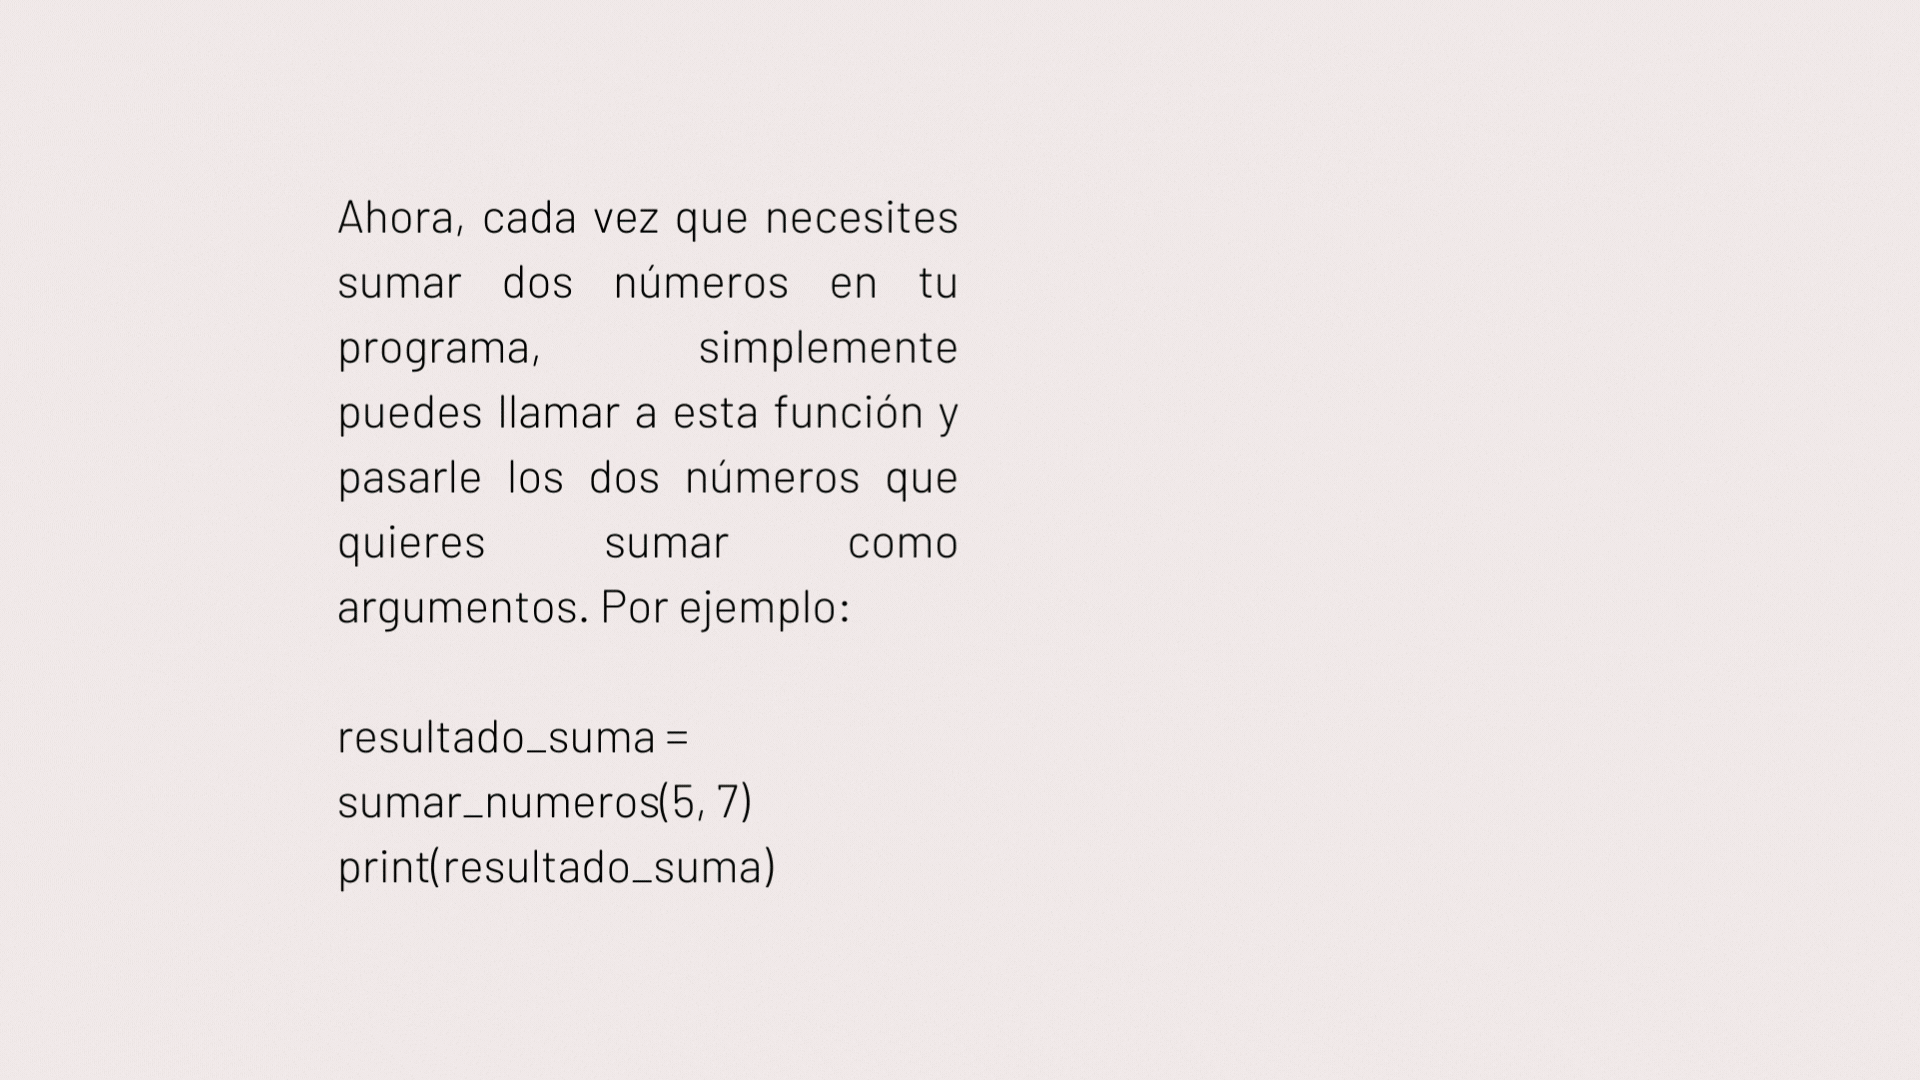 Ahora, cada vez que necesites
sumar dos números en tu
programa, simplemente
puedes llamar a esta función y
pasarle los dos números que
quieres sumar como
argumentos. Por ejemplo:
resultado_suma =
sumar_numeros(5, 7)
print(resultado_suma)